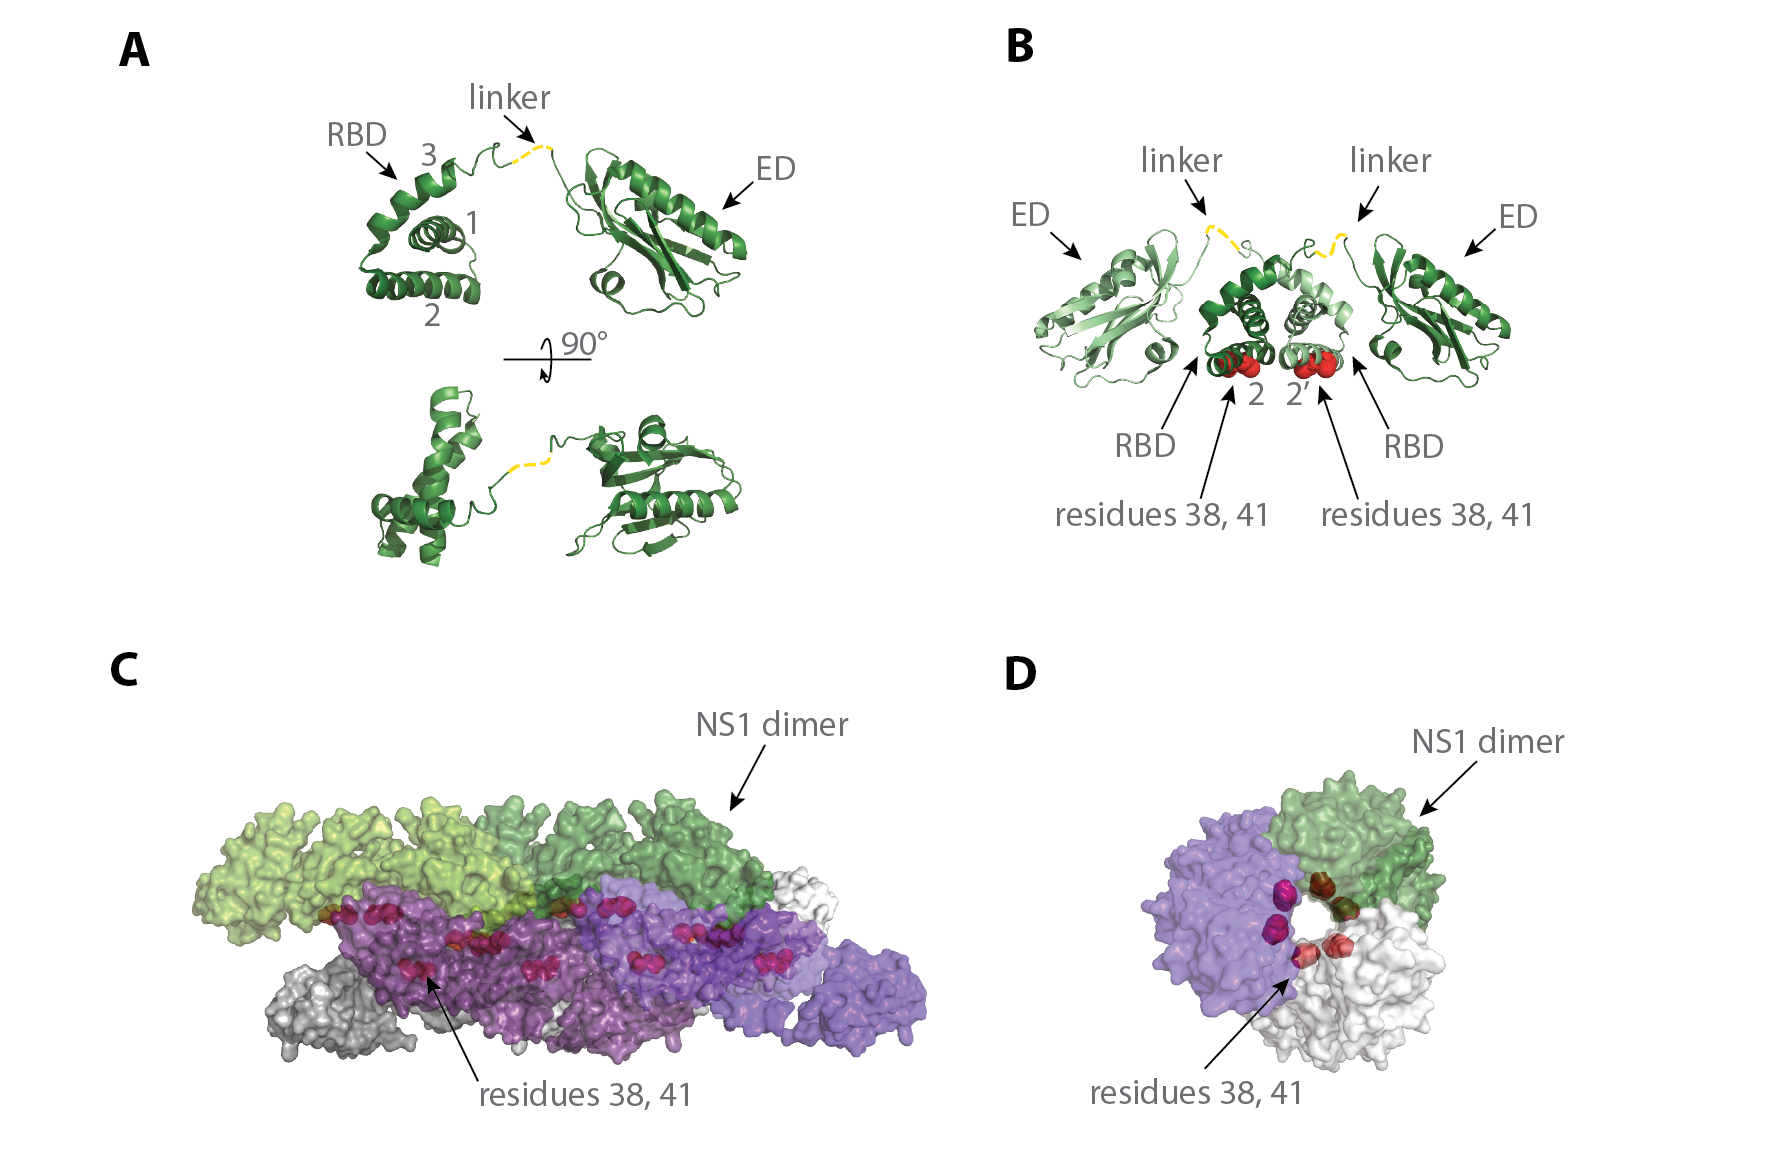 A
linker
RBD
3
ED
1
2
90°
B
linker
linker
ED
ED
2
2’
RBD
RBD
residues 38, 41
residues 38, 41
C
NS1 dimer
residues 38, 41
D
NS1 dimer
residues 38, 41